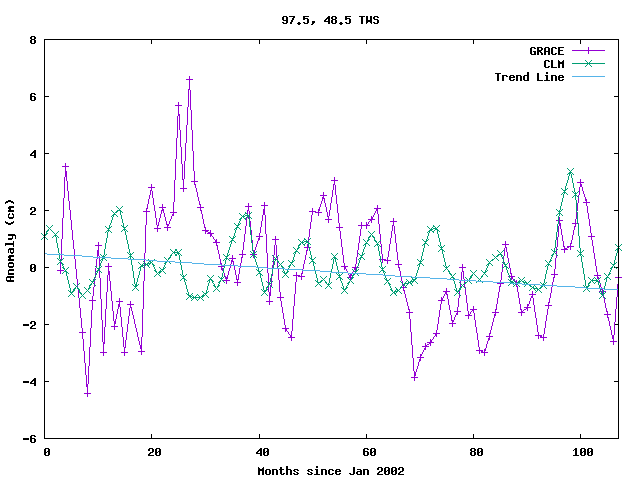 97.5, 48.5 TWS
GRACE
CLM
Trend Line
8
6
4
2
0
-2
-4
-6
Anomaly (cm)
0 20 40 60 80 100
Months since Jan 2002